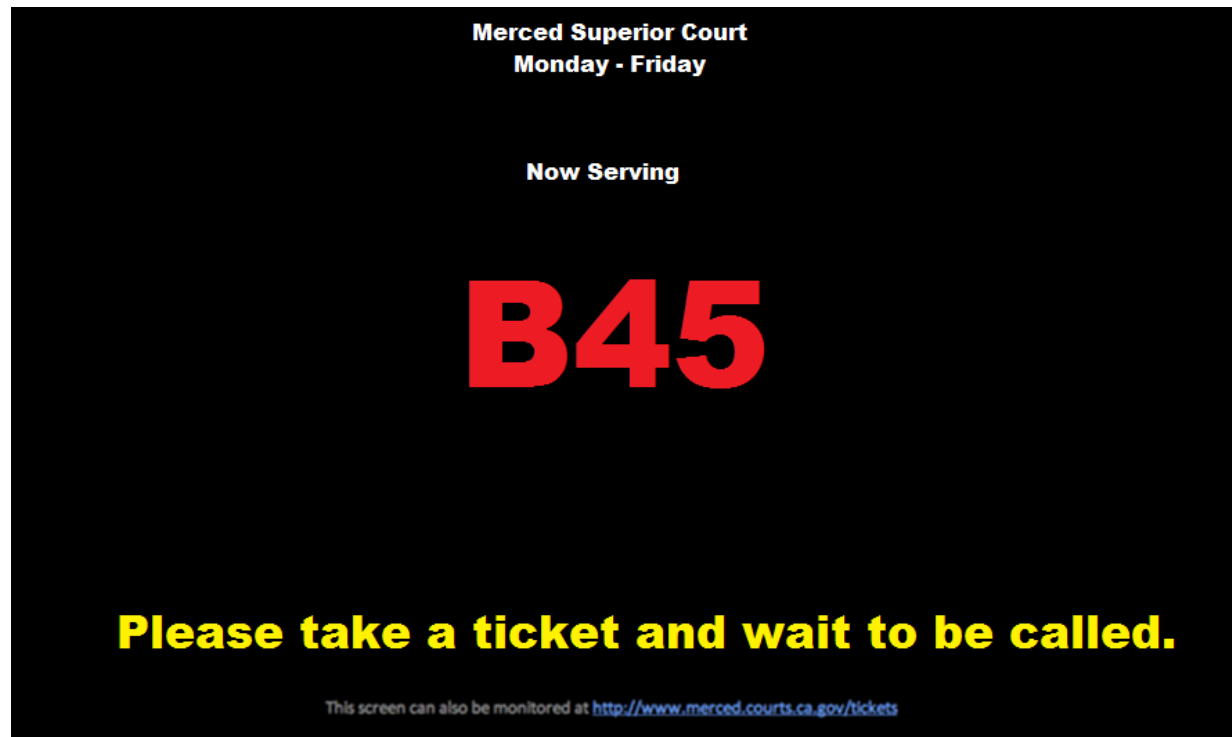 Merced Superior Court
Monday - Friday
Now Serving
B45
Please take a ticket and wait to be called.
This screen can also be monitored at http://www.merced.courts.ca.gov/tickets